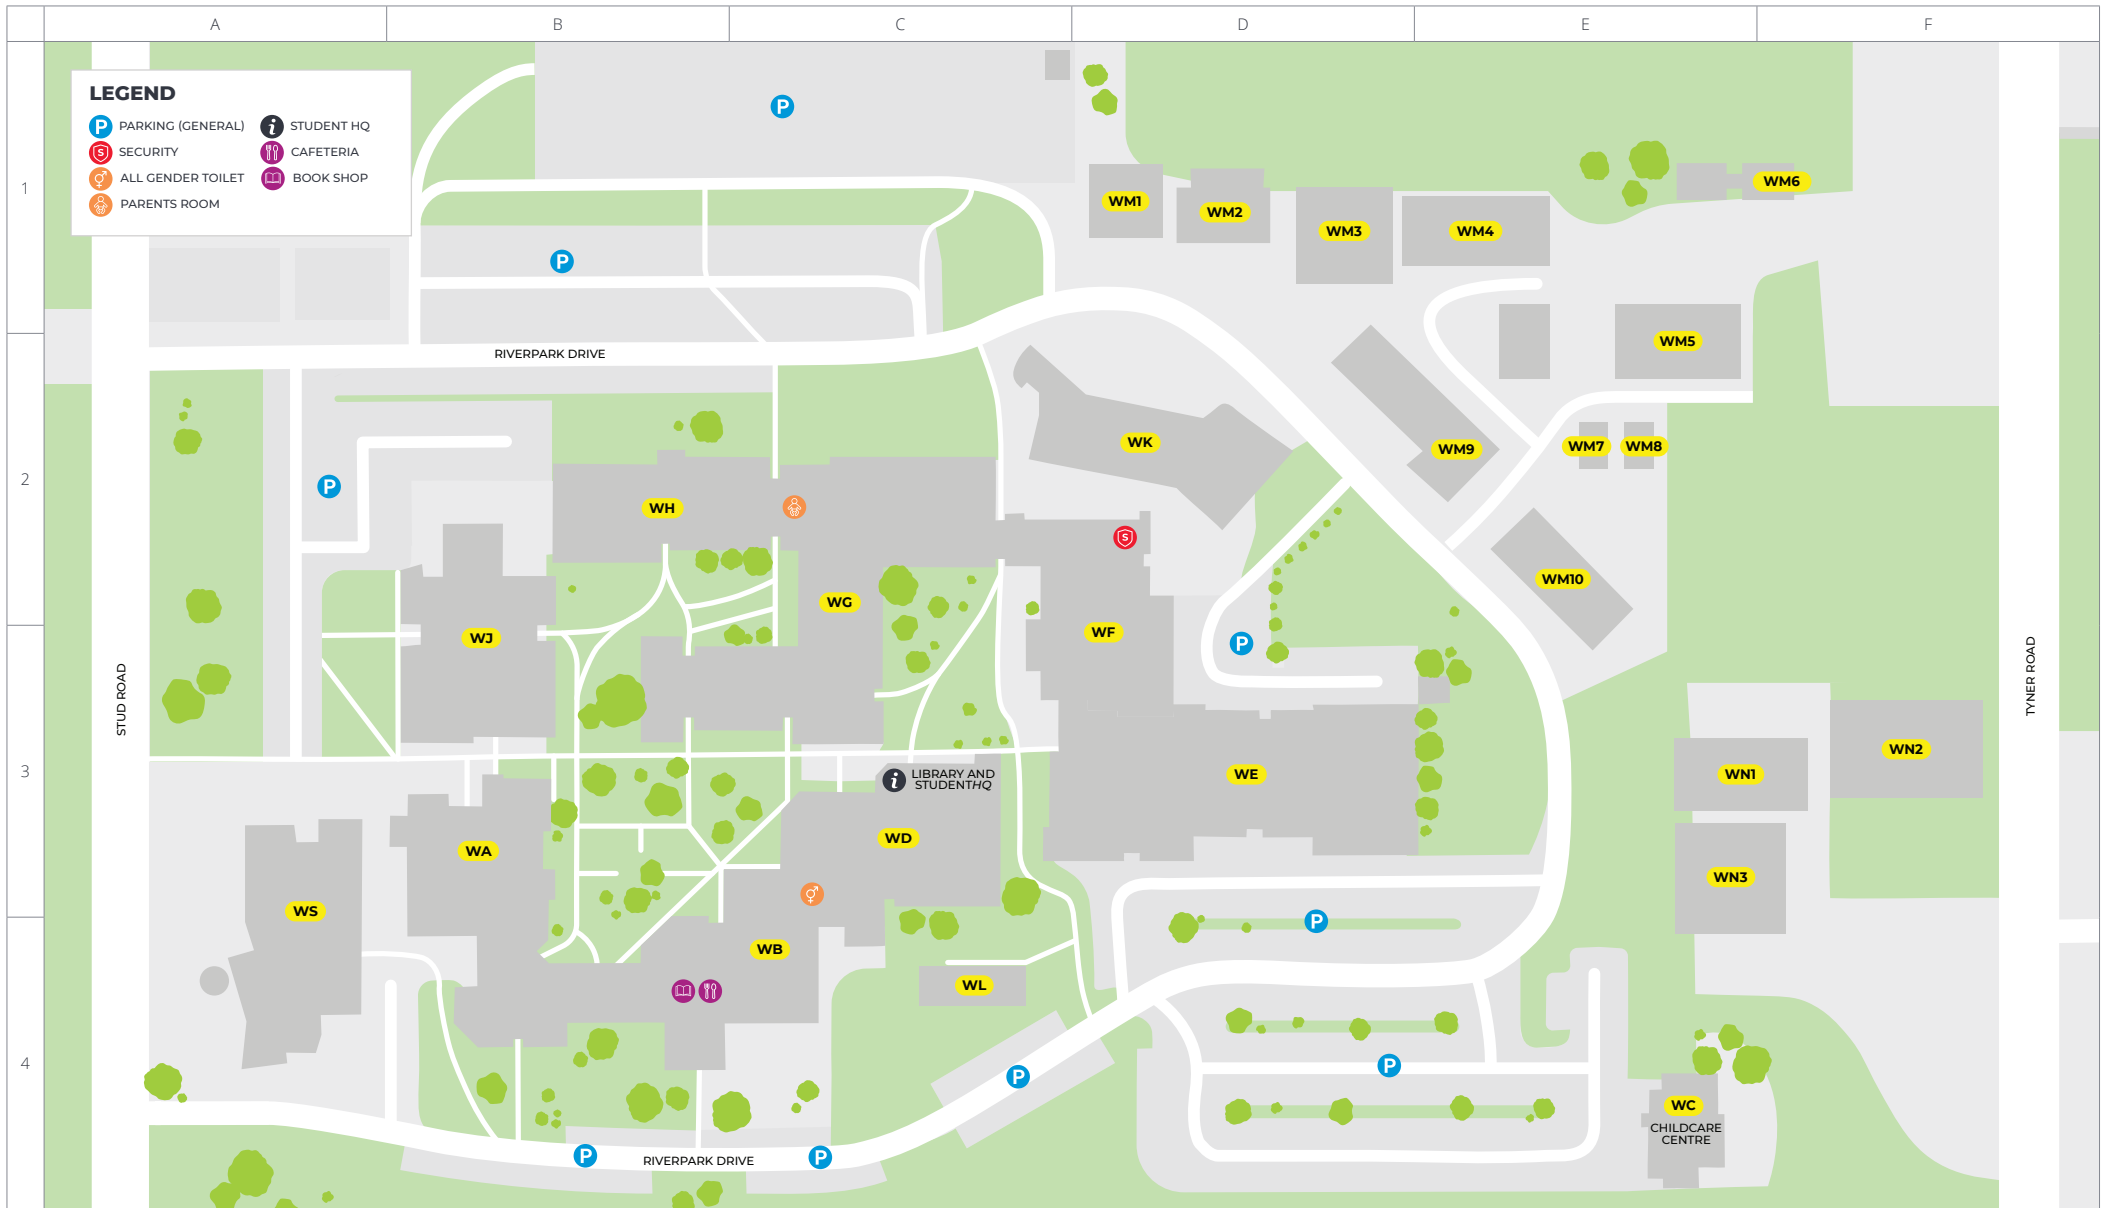 A B C D E F
LEGEND
PARKING (GENERAL)
SECURITY
ALL GENDER TOILET
PARENTS ROOM
STUDENT HQ
CAFETERIA
BOOK SHOP
P
S
i
1
2
3
4
P
P
P
WM1
WM2
WM3
WM4
WM6
WM5
WM7
WM8
WM9
WM10
RIVERPARK DRIVE
WK
WH
S
WG
WF
P
WJ
STUD ROAD
TYNER ROAD
WE
WN2
WN1
WN3
i
LIBRARY AND
STUDENTHQ
WD
WA
WS
WB
WL
P
P
P
WC
CHILDCARE
CENTRE
P
P
RIVERPARK DRIVE